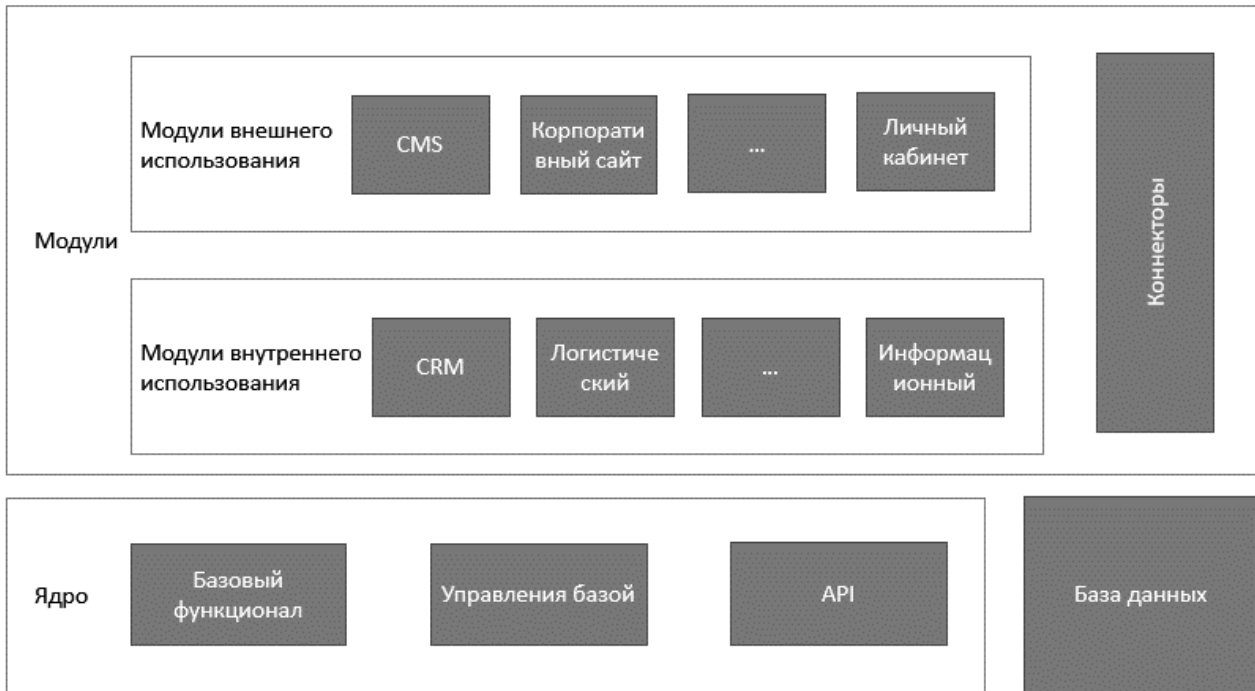 Модули внешнего
использования
CMS
Корпорати
вный сайт
...
Личный
кабинет
Коннекторы
Модули
Модули внутреннего
использования
CRM
Логистиче
ский
...
Информац
ионный
Ядро
Базовый
функционал
Управления базой
API
База данных